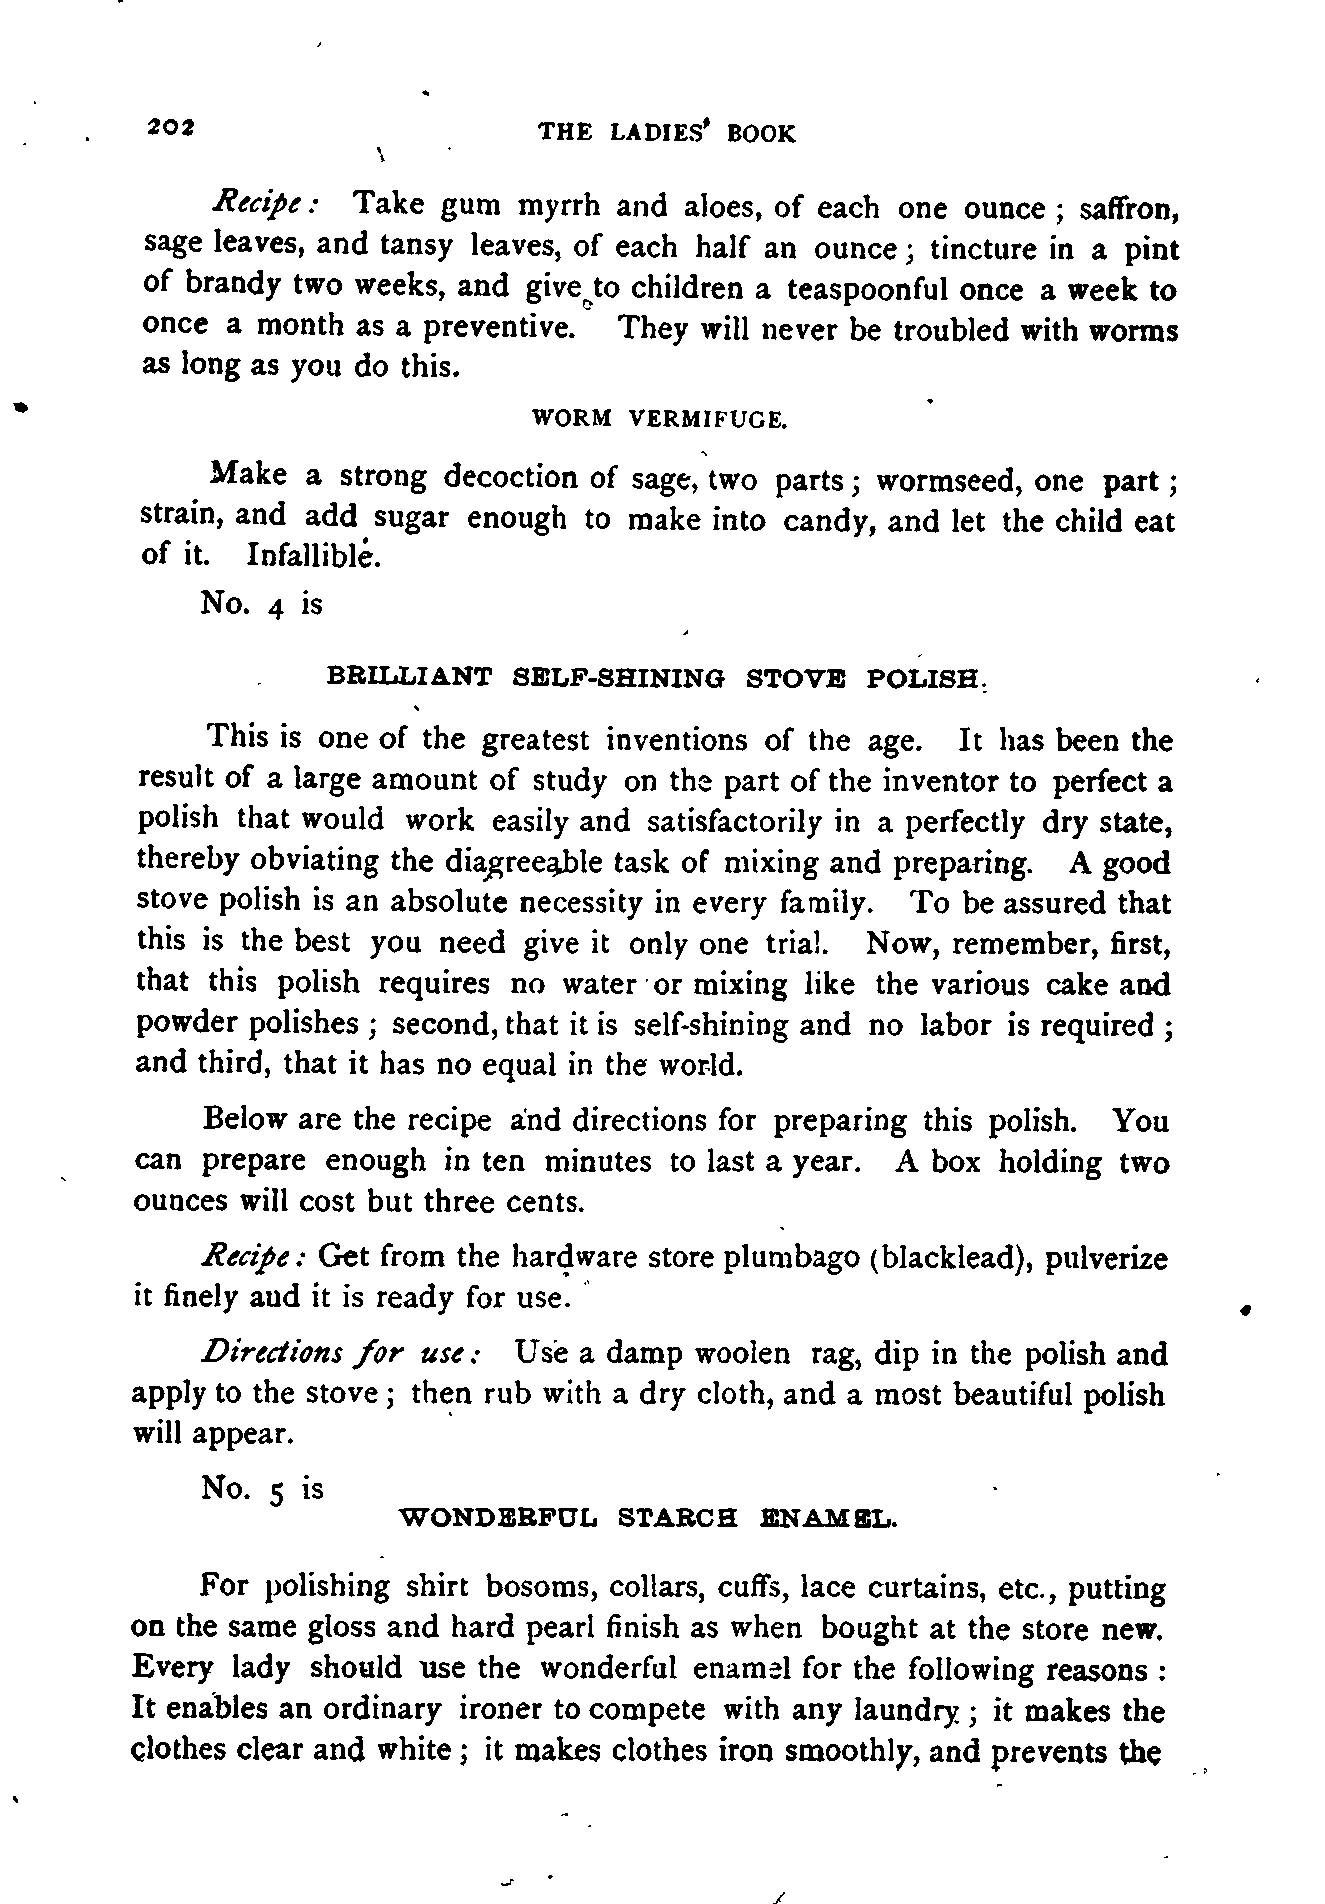 202
THE LADIES' BOOK
Recipe: Take gum myrrh and aloes, of each one ounce ; saffron,
sage leaves, and tansy leaves, of each half an ounce ; tincture in a pint
of brandy two weeks, and give to children a teaspoonful once a week to
once a month as a preventive. They will never be troubled with worms
as long as you do this.
WORM VERMIFUGE.
Make a strong decoction of sage, two parts ; wormseed, one part ;
strain, and add sugar enough to make into candy, and let the child eat
of it. Infallible.
No. 4 is
BRILLIANT SELF-SHINING STOVE POLISH.
This is one of the greatest inventions of the age. It has been the
result of a large amount of study on the part of the inventor to perfect a
polish that would work easily and satisfactorily in a perfectly dry state,
thereby obviating the diagreeable task of mixing and preparing. A good
stove polish is an absolute necessity in every family. To be assured that
this is the best you need give it only one trial. Now, remember, first,
that this polish requires no water or mixing like the various cake and
powder polishes ; second, that it is self-shining and no labor is required ;
and third, that it has no equal in the world.
Below are the recipe and directions for preparing this polish. You
can prepare enough in ten minutes to last a year. A box holding two
ounces will cost but three cents.
Recipe: Get from the hardware store plumbago (blacklead), pulverize
it finely aud it is ready for use.
Directions for use: Use a damp woolen rag, dip in the polish and
apply to the stove ; then rub with a dry cloth, and a most beautiful polish
will appear.
No. 5 is
WONDERFUL STARCH ENAMEL.
For polishing shirt bosoms, collars, cuffs, lace curtains, etc., putting
on the same gloss and hard pearl finish as when bought at the store new.
Every lady should use the wonderful enamel for the following reasons :
It enables an ordinary ironer to compete with any laundry ; it makes the
clothes clear and white ; it makes clothes iron smoothly, and prevents the